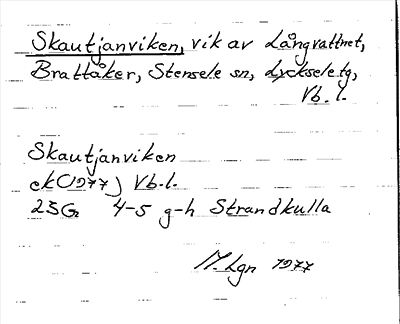 Skautjanviken, vik av Långvattnet,
Brattåker, Stensele sn, Lycksele tg,
Vb. l.
Skautjanviken
ek(1977) Vb.l.
23G 4-5 g-h Strandkulla
M. Lgn 1977